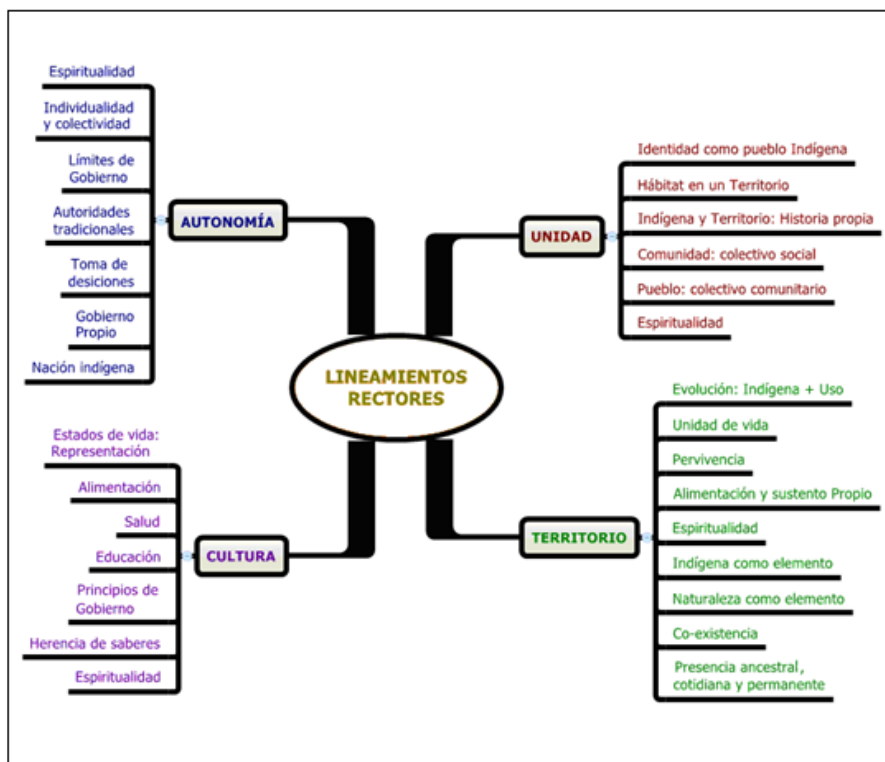 LINEAMIENTOS
RECTORES
AUTONOMÍA
Espiritualidad
Individualidad
y colectividad
Límites de
Gobierno
Autoridades
tradicionales
Toma de
desiciones
Gobierno
Propio
Nación indígena
UNIDAD
Identidad como pueblo Indígena
Hábitat en un Territorio
Indígena y Territorio: Historia propia
Comunidad: colectivo social
Pueblo: colectivo comunitario
Espiritualidad
CULTURA
Estados de vida:
Representación
Alimentación
Salud
Educación
Principios de
Gobierno
Herencia de saberes
Espiritualidad
TERRITORIO
Evolución: Indígena + Uso
Unidad de vida
Pervivencia
Alimentación y sustento Propio
Espiritualidad
Indígena como elemento
Naturaleza como elemento
Co-existencia
Presencia ancestral,
cotidiana y permanente